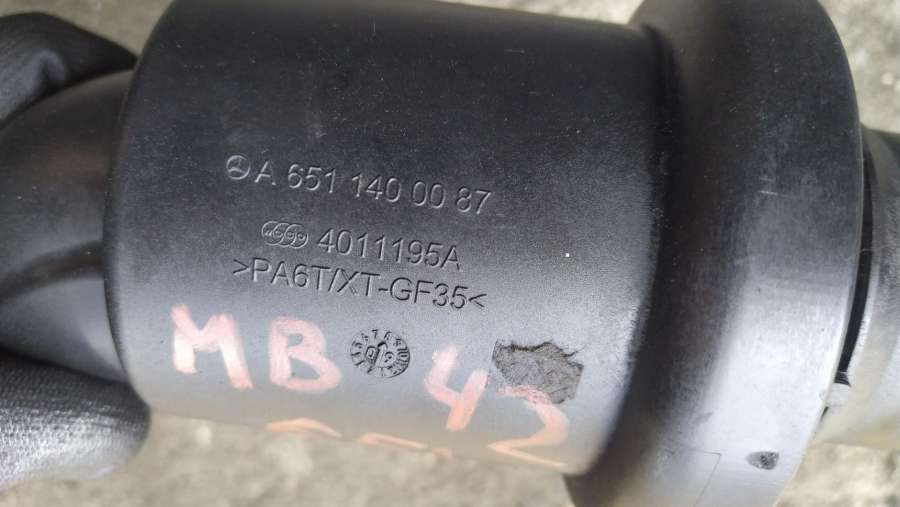 A 651 140 00 87
4011195A
>PA6T/XT-GF35<
MB 42